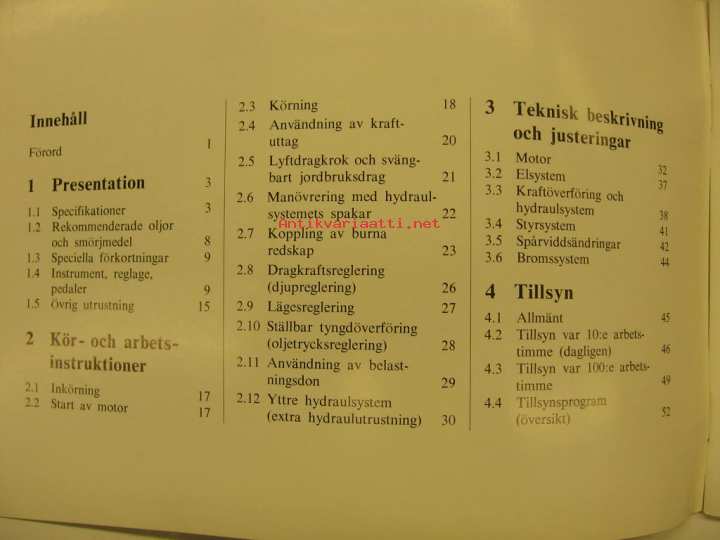 Innehåll
Förord 1
1 Presentation 3
1.1 Specifikationer 3
1.2 Rekommenderade oljor
och smörjmedel 8
1.3 Speciella förkortningar 9
1.4 Instrument, reglage,
pedaler 9
1.5 Övrig utrustning 15
2 Kör- och arbets-
instruktioner
2.1 Inkörning 17
2.2 Start av motor 17
2.3 Körning 18
2.4 Användning av kraft-
uttag 20
2.5 Lyftdragkrok och sväng-
bart jordbruksdrag 21
2.6 Manövrering med hydraul-
systemets spakar 22
Antikvariaatti.net
2.7 Koppling av burna
redskap 23
2.8 Dragkraftsreglering
(djupreglering) 26
2.9 Lägesreglering 27
2.10 Ställbar tyngdöverföring
(oljetrycksreglering) 28
2.11 Användning av belast-
ningsdon 29
2.12 Yttre hydraulsystem
(extra hydraulutrustning) 30
3 Teknisk beskrivning
och justeringar
3.1 Motor 32
3.2 Elsystem 37
3.3 Kraftöverföring och
hydraulsystem 38
3.4 Styrsystem 41
3.5 Spårviddsändringar 42
3.6 Bromssystem 44
4 Tillsyn
4.1 Allmänt 45
4.2 Tillsyn var 10:e arbets-
timme (dagligen) 46
4.3 Tillsyn var 100:e arbets-
timme 49
4.4 Tillsynsprogram
(översikt) 52